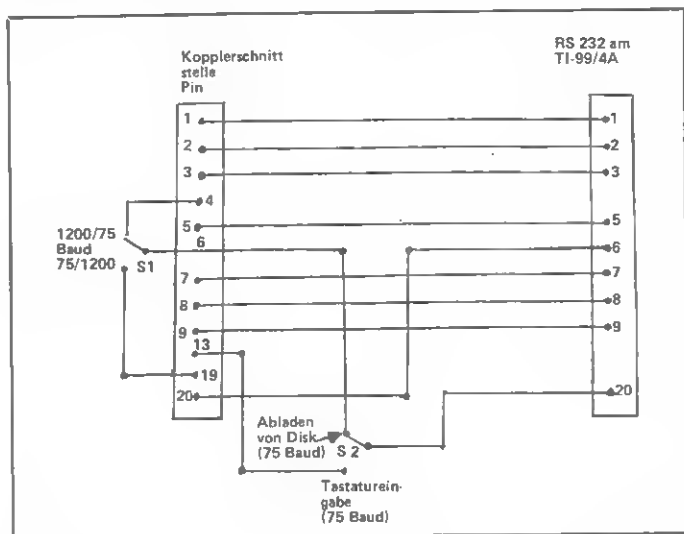 Kopplerschnitt
stelle
Pin
RS 232 am
TI-99/4A
1
2
3
4
5
6
7
8
9
13
19
20
1200/75
Baud
75/1200
S1
1
2
3
5
6
7
8
9
20
Abladen
von Disk
(75 Baud)
S 2
Tastaturein-
gabe
(75 Baud)